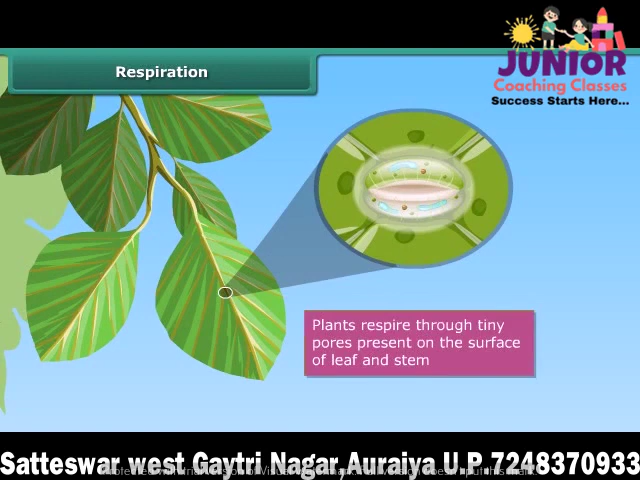 JUNIOR
Coaching Classes
Success Starts Here...
Respiration
Plants respire through tiny
pores present on the surface
of leaf and stem
Satteswar west Gaytri Nagar,Auraiya U.P.7248370933